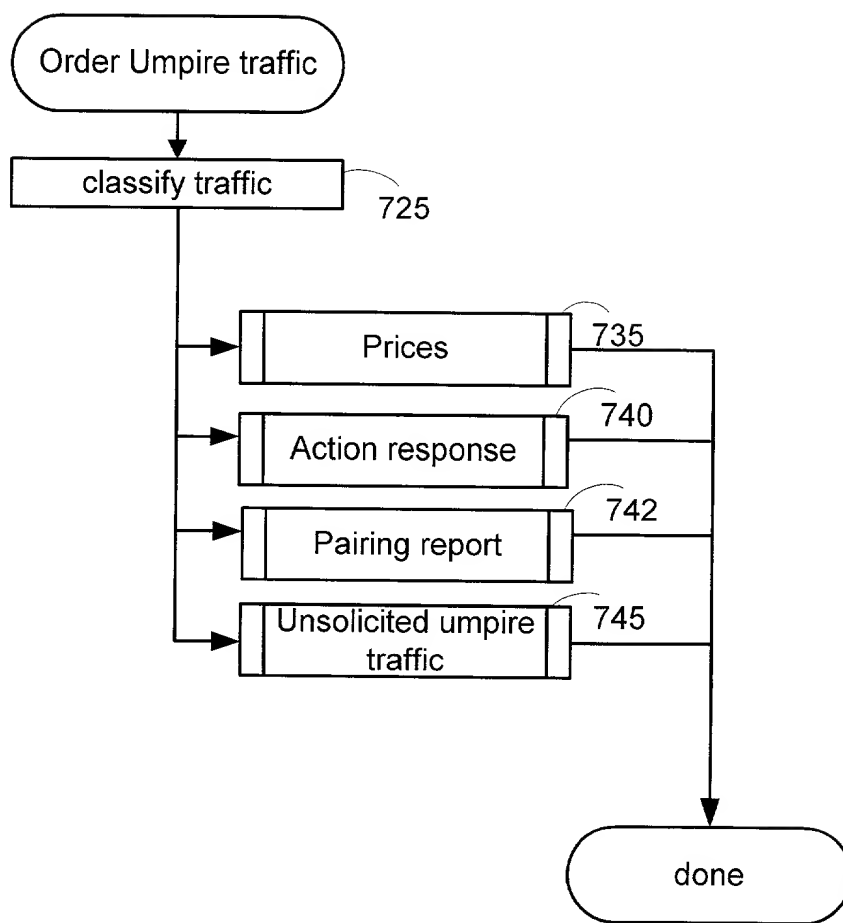 Order Umpire traffic
classify traffic
725
Prices
735
Action response
740
Pairing report
742
Unsolicited umpire
traffic
745
done